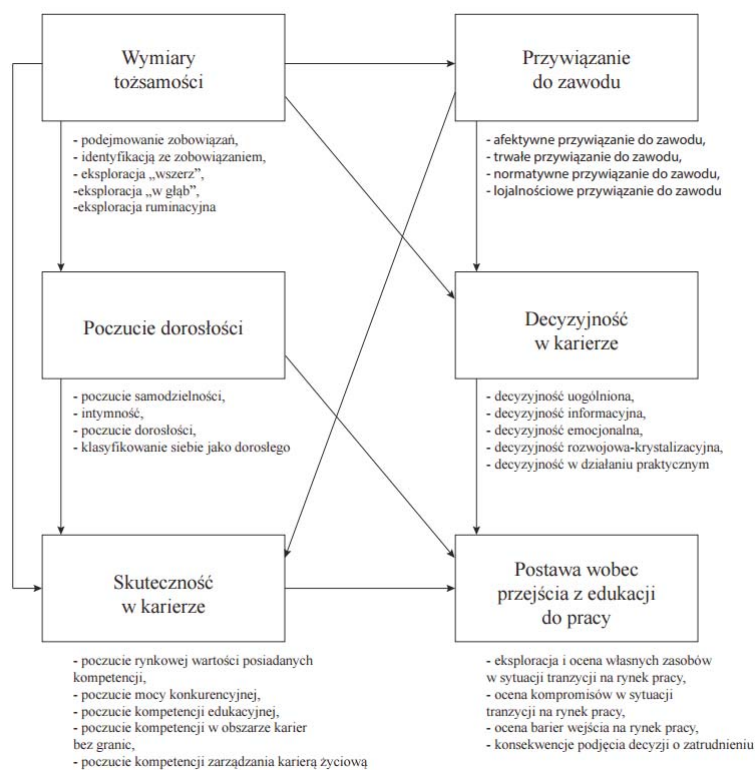 Wymiary
tożsamości
Przywiązanie
do zawodu
- podejmowanie zobowiązań,
- identyfikacją ze zobowiązaniem,
- eksploracja „wszerz”,
-eksploracja „w głąb”,
-eksploracja ruminacyjna
- afektywne przywiązanie do zawodu,
- trwałe przywiązanie do zawodu,
- normatywne przywiązanie do zawodu,
- lojalnościowe przywiązanie do zawodu
Poczucie dorosłości
Decyzyjność
w karierze
- poczucie samodzielności,
- intymność,
- poczucie dorosłości,
- klasyfikowanie siebie jako dorosłego
- decyzyjność uogólniona,
- decyzyjność informacyjna,
- decyzyjność emocjonalna,
- decyzyjność rozwojowa-krystalizacyjna,
- decyzyjność w działaniu praktycznym
Skuteczność
w karierze
Postawa wobec
przejścia z edukacji
do pracy
- poczucie rynkowej wartości posiadanych
kompetencji,
- poczucie mocy konkurencyjnej,
- poczucie kompetencji edukacyjnej,
- poczucie kompetencji w obszarze karier
bez granic,
- poczucie kompetencji zarządzania karierą życiową
- eksploracja i ocena własnych zasobów
w sytuacji tranzycji na rynek pracy,
- ocena kompromisów w sytuacji
tranzycji na rynek pracy,
- ocena barier wejścia na rynek pracy,
- konsekwencje podjęcia decyzji o zatrudnieniu